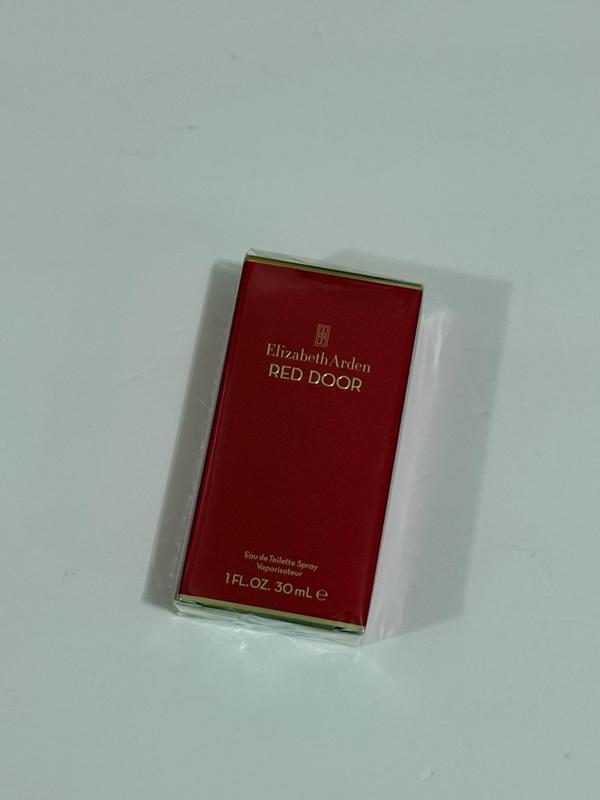 Elizabeth Arden
RED DOOR
Eau de Toilette Spray
Vaporisateur
1 FL.OZ. 30 mL ℮